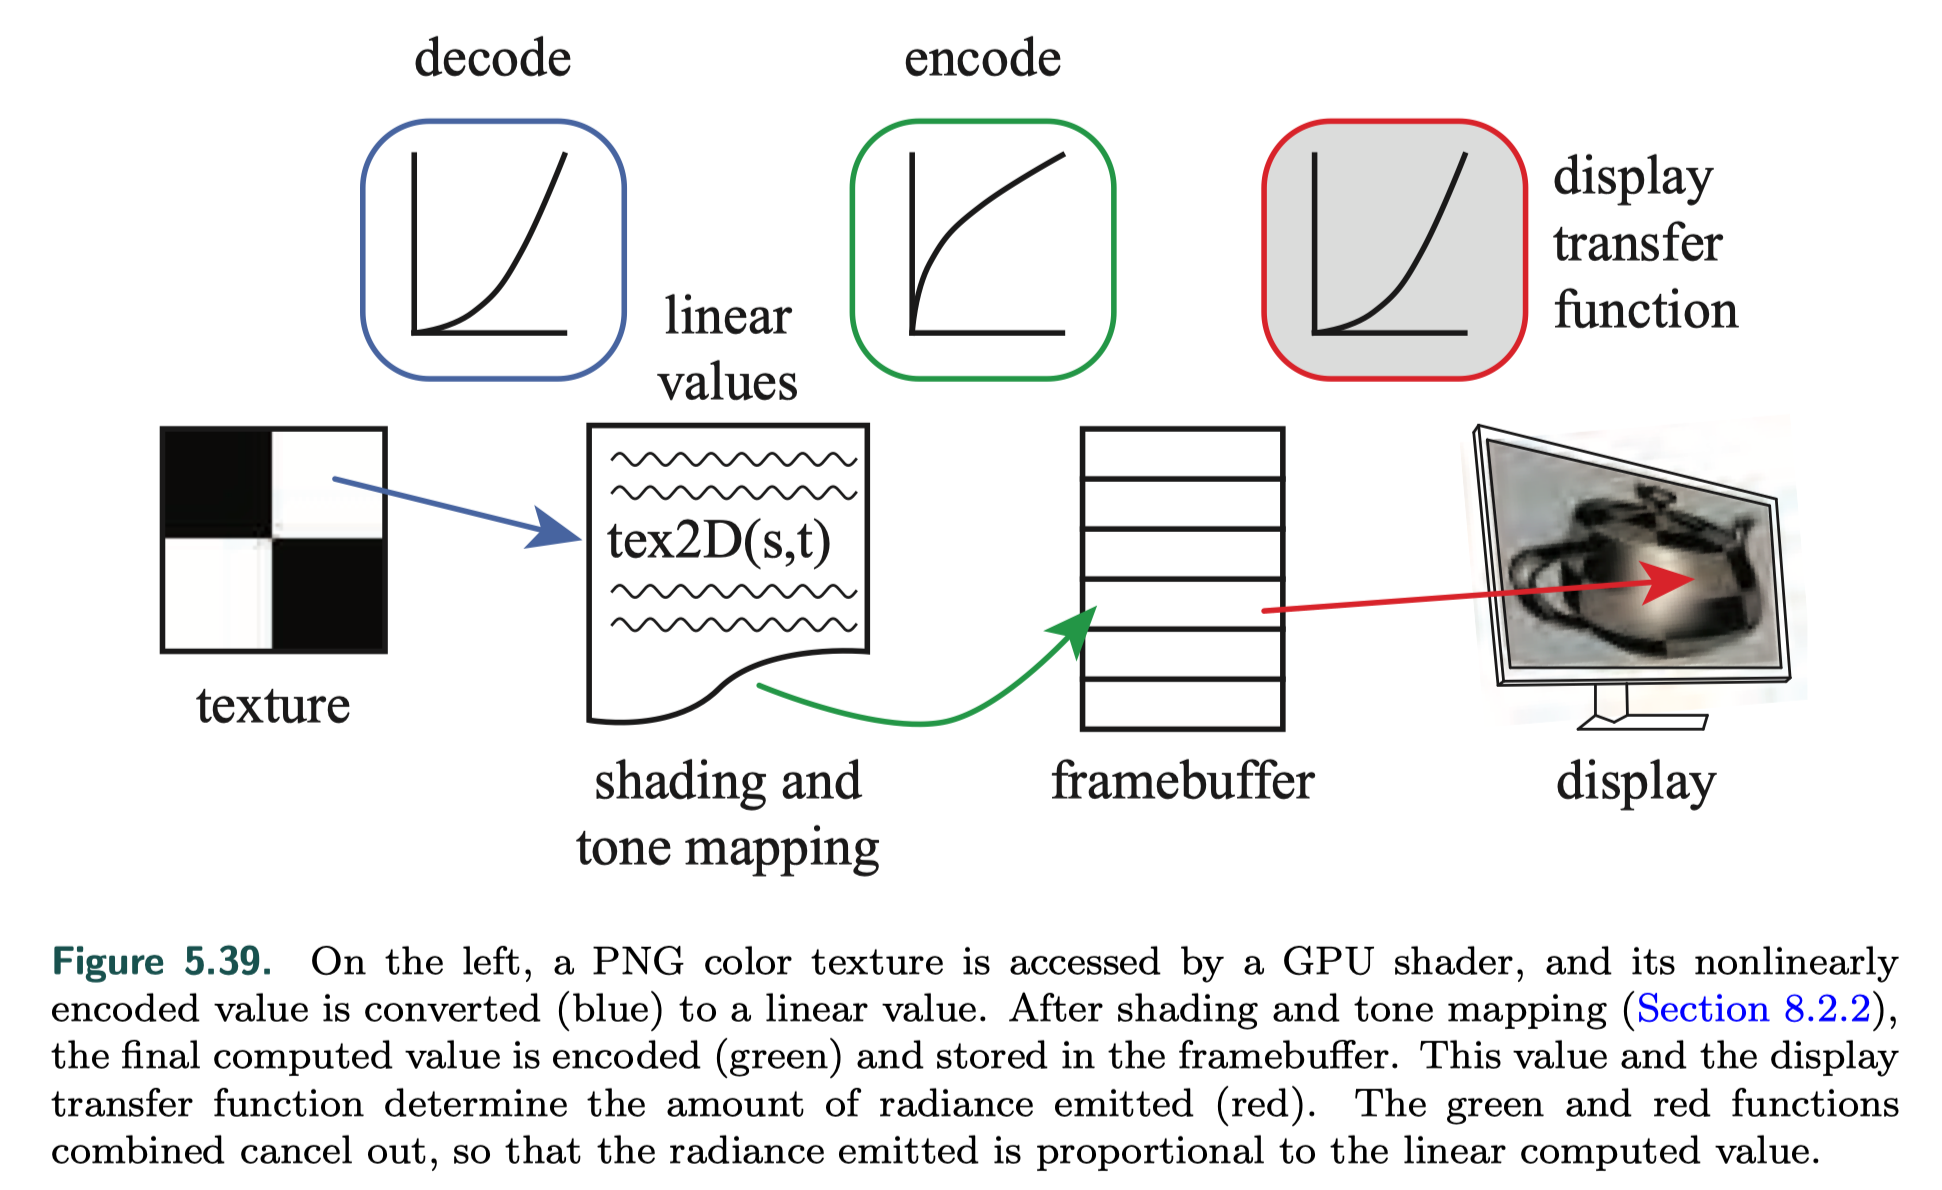 decode
encode
display
transfer
function
linear
values
tex2D(s,t)
texture
shading and
tone mapping
framebuffer
display
Figure 5.39. On the left, a PNG color texture is accessed by a GPU shader, and its nonlinearly
encoded value is converted (blue) to a linear value. After shading and tone mapping (Section 8.2.2),
the final computed value is encoded (green) and stored in the framebuffer. This value and the display
transfer function determine the amount of radiance emitted (red). The green and red functions
combined cancel out, so that the radiance emitted is proportional to the linear computed value.